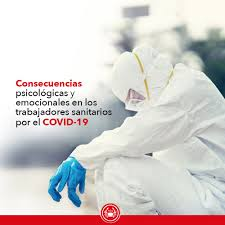 Consecuencias
psicológicas y
emocionales en los
trabajadores sanitarios
por el COVID-19